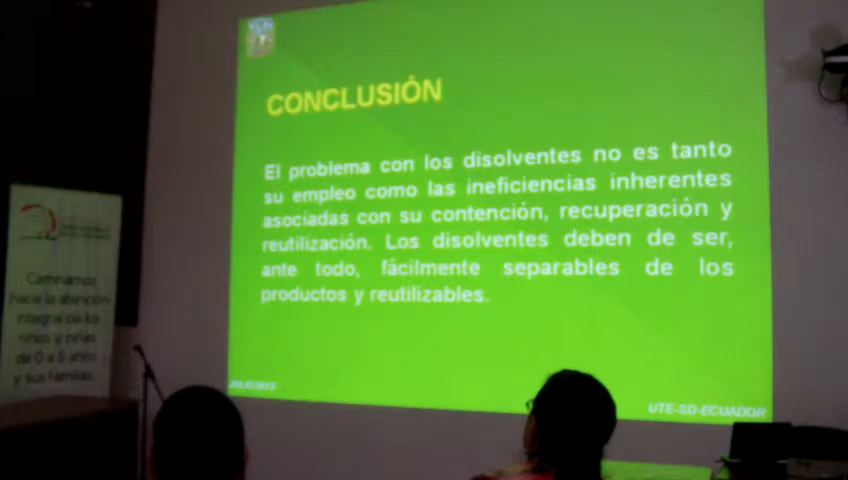 CONCLUSIÓN
El problema con los disolventes no es tanto
su empleo como las ineficiencias inherentes
asociadas con su contención, recuperación y
reutilización. Los disolventes deben de ser,
ante todo, fácilmente separables de los
productos y reutilizables.
JULIO 2012
UTE-SD-ECUADOR
Caminamos
hacia la atención
integral de los
niños y niñas
de 0 a 5 años
y sus familias